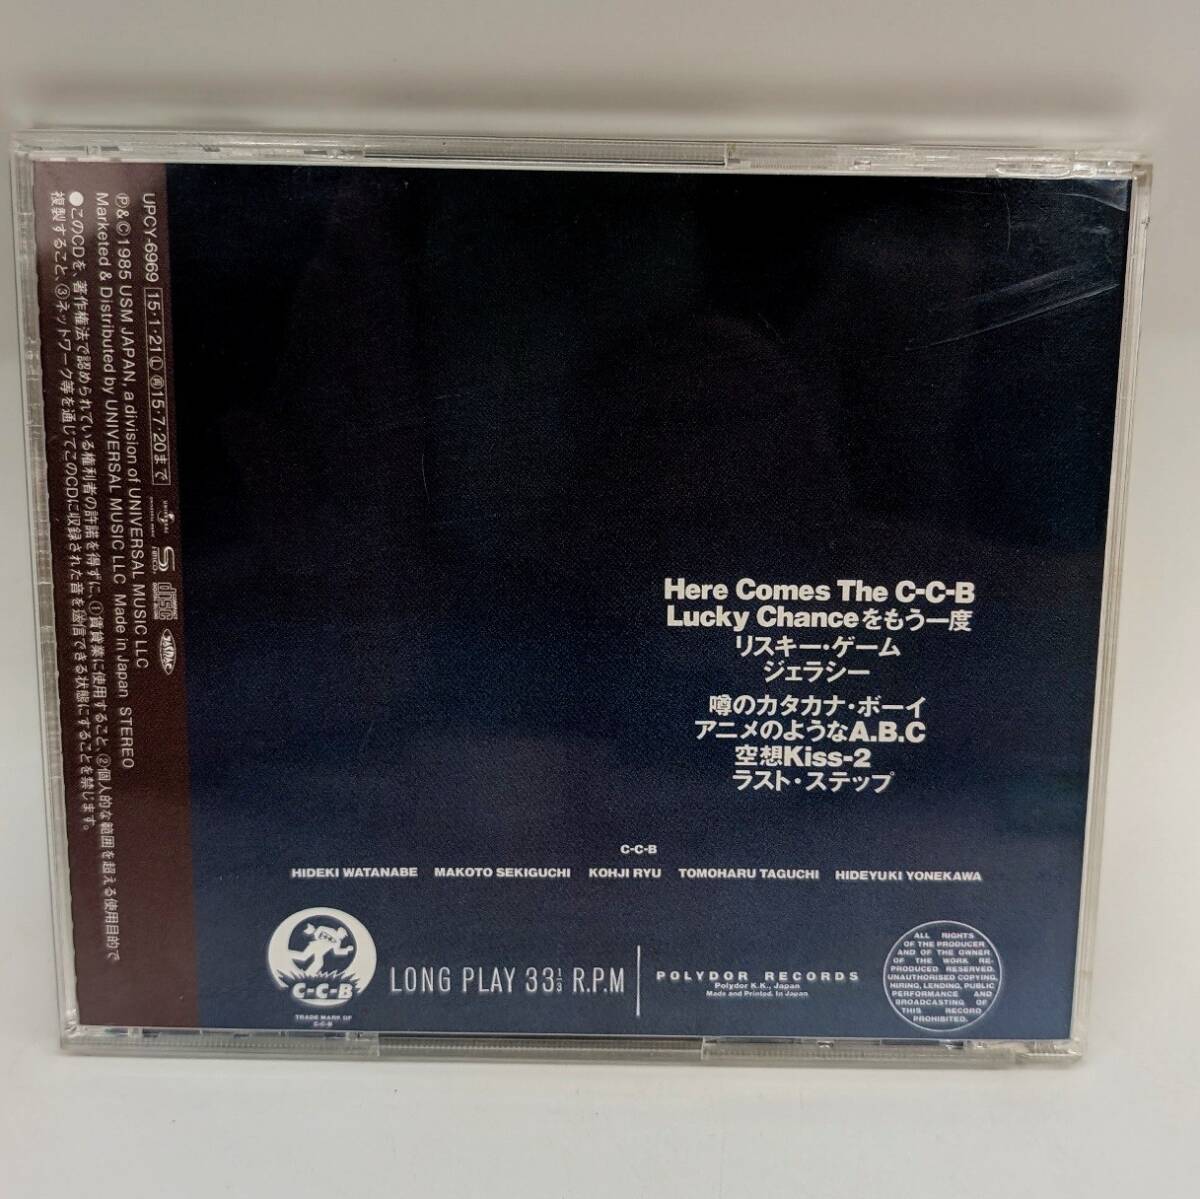 UPCY-6969 15・1・21 Ⓛ 再15・7・20まで
Ⓟ&Ⓒ1985 USM JAPAN, a division of UNIVERSAL MUSIC LLC
Marketed & Distributed by UNIVERSAL MUSIC LLC Made in Japan STEREO
●このCDを、著作権法で認められている権利者の許諾を得ずに、①賃貸業に使用すること、②個人的な範囲を超える使用目的で
複製すること、③ネットワーク等を通じてこのCDに収録された音を送信できる状態にすることを禁じます。
UNIVERSAL
disc
Here Comes The C-C-B
Lucky Chanceをもう一度
リスキー・ゲーム
ジェラシー
噂のカタカナ・ボーイ
アニメのようなA.B.C
空想Kiss-2
ラスト・ステップ
C-C-B
HIDEKI WATANABE MAKOTO SEKIGUCHI KOHJI RYU TOMOHARU TAGUCHI HIDEYUKI YONEKAWA
C-C-B
TRADE MARK OF
C-C-B
LONG PLAY 33 1/3 R.P.M
POLYDOR RECORDS
Polydor K.K., Japan
Made and Printed in Japan
ALL RIGHTS
OF THE PRODUCER
AND OF THE OWNER
OF THE WORK RE-
PRODUCED RESERVED.
UNAUTHORISED COPYING,
HIRING, LENDING, PUBLIC
PERFORMANCE AND
BROADCASTING OF
THIS RECORD
PROHIBITED.